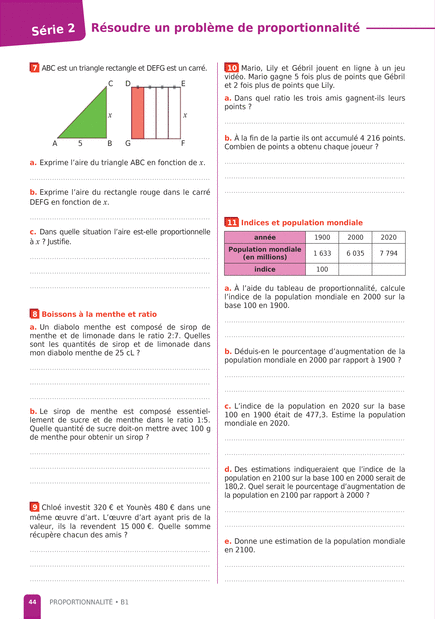 Série 2
Résoudre un problème de proportionnalité
7 ABC est un triangle rectangle et DEFG est un carré.
C D E
x x
A 5 B G F
a. Exprime l'aire du triangle ABC en fonction de x.
b. Exprime l'aire du rectangle rouge dans le carré
DEFG en fonction de x.
c. Dans quelle situation l'aire est-elle proportionnelle
à x ? Justifie.
8 Boissons à la menthe et ratio
a. Un diabolo menthe est composé de sirop de
menthe et de limonade dans le ratio 2:7. Quelles
sont les quantités de sirop et de limonade dans
mon diabolo menthe de 25 cL ?
b. Le sirop de menthe est composé essentiel-
lement de sucre et de menthe dans le ratio 1:5.
Quelle quantité de sucre doit-on mettre avec 100 g
de menthe pour obtenir un sirop ?
9 Chloé investit 320 € et Younès 480 € dans une
même œuvre d'art. L'œuvre d'art ayant pris de la
valeur, ils la revendent 15 000 €. Quelle somme
récupère chacun des amis ?
10 Mario, Lily et Gébril jouent en ligne à un jeu
vidéo. Mario gagne 5 fois plus de points que Gébril
et 2 fois plus de points que Lily.
a. Dans quel ratio les trois amis gagnent-ils leurs
points ?
b. À la fin de la partie ils ont accumulé 4 216 points.
Combien de points a obtenu chaque joueur ?
11 Indices et population mondiale
année 1900 2000 2020
Population mondiale
(en millions) 1 633 6 035 7 794
indice 100
a. À l'aide du tableau de proportionnalité, calcule
l'indice de la population mondiale en 2000 sur la
base 100 en 1900.
b. Déduis-en le pourcentage d'augmentation de la
population mondiale en 2000 par rapport à 1900 ?
c. L'indice de la population en 2020 sur la base
100 en 1900 était de 477,3. Estime la population
mondiale en 2020.
d. Des estimations indiqueraient que l'indice de la
population en 2100 sur la base 100 en 2000 serait de
180,2. Quel serait le pourcentage d'augmentation de
la population en 2100 par rapport à 2000 ?
e. Donne une estimation de la population mondiale
en 2100.
44 PROPORTIONNALITÉ • B1